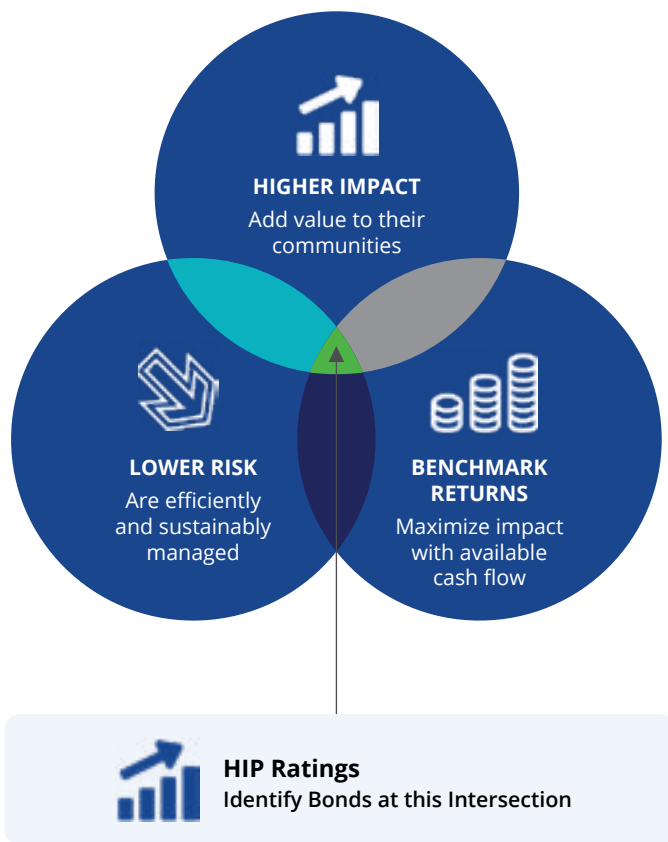 HIGHER IMPACT
Add value to their
communities
LOWER RISK
Are efficiently
and sustainably
managed
BENCHMARK
RETURNS
Maximize impact
with available
cash flow
HIP Ratings
Identify Bonds at this Intersection